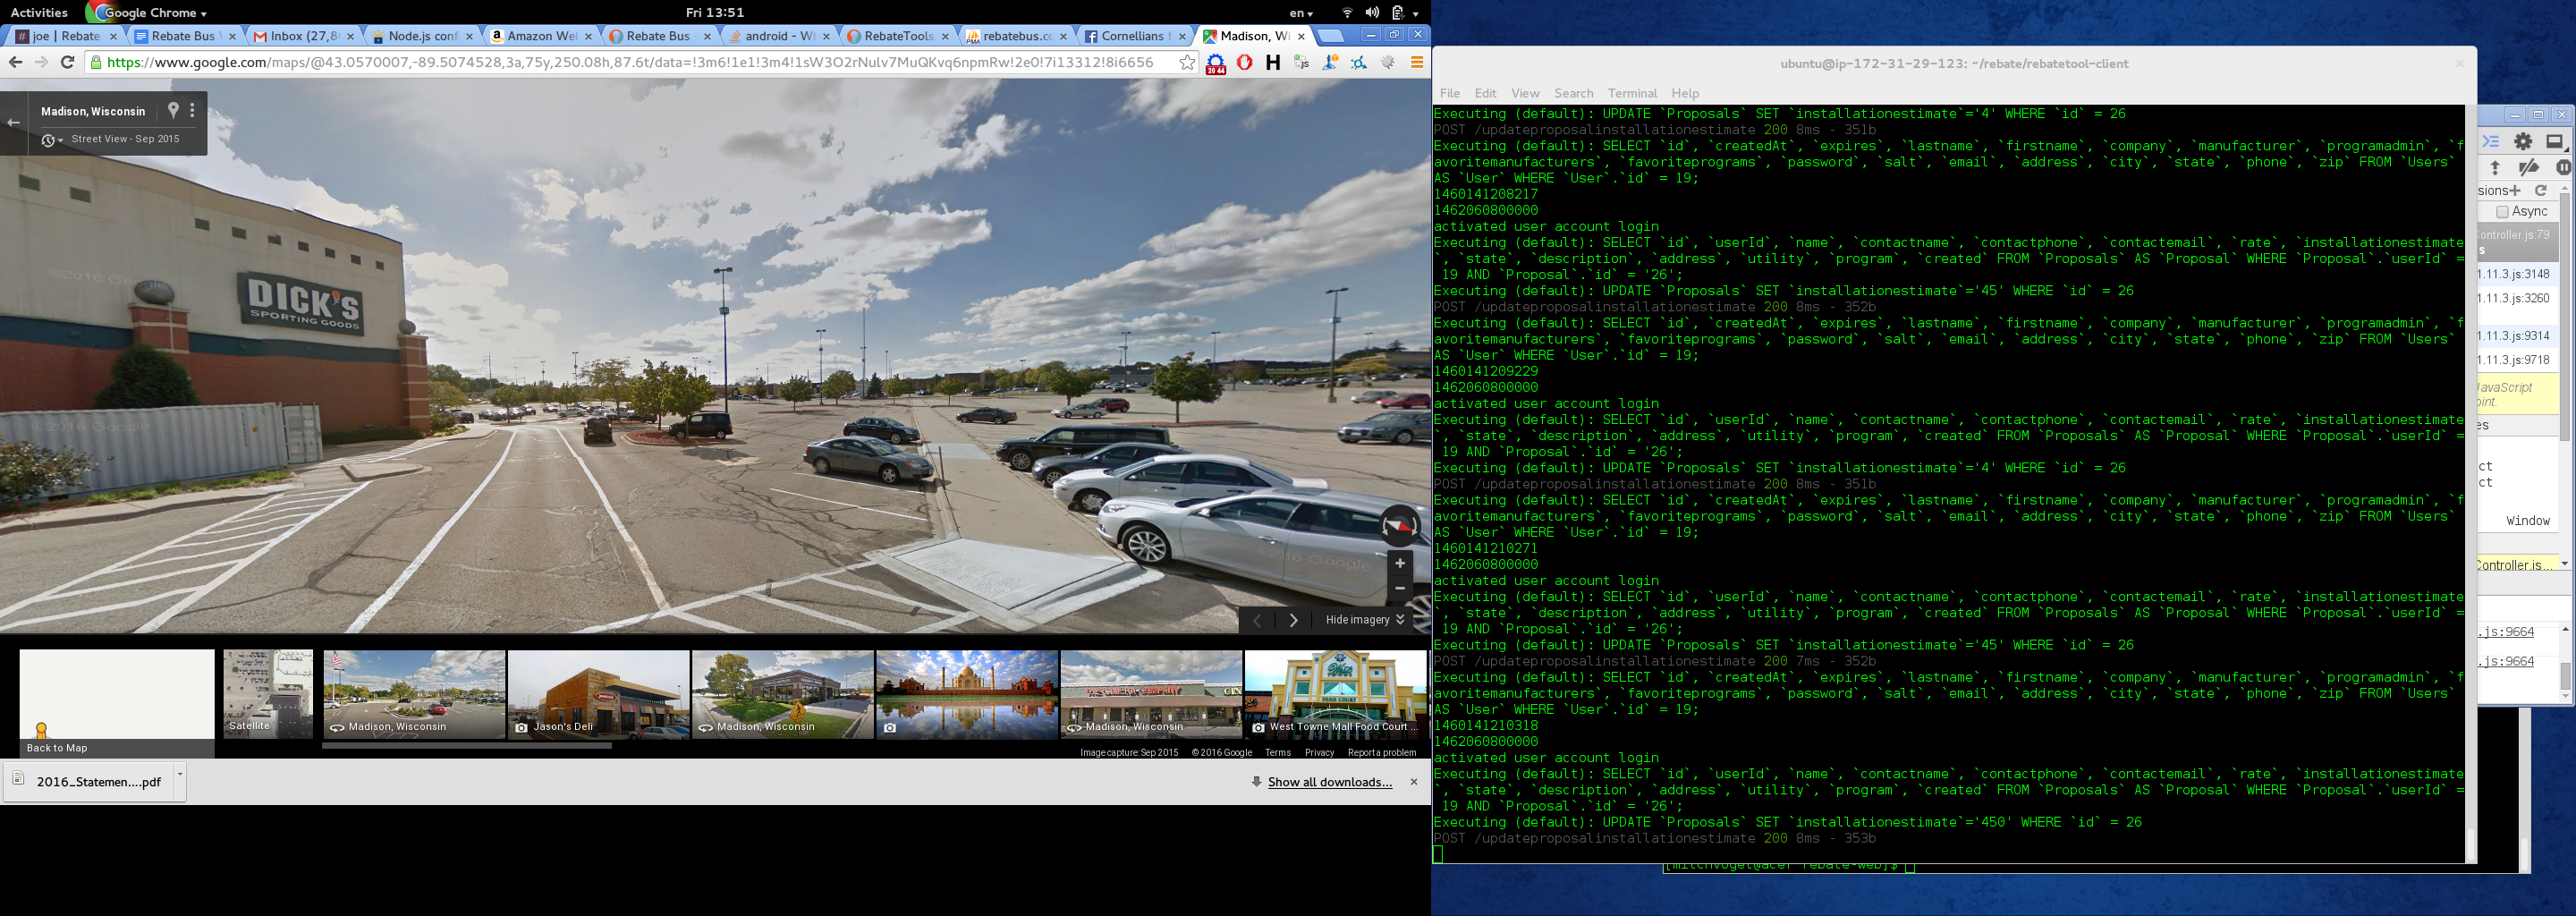 Activities
Google Chrome
Fri 13:51
en
joe | Rebate
Rebate Bus
Inbox (27,8
Node.js conf
Amazon We
Rebate Bus
android - W
RebateTools
rebatebus.c
Cornellians f
Madison, Wi
https://www.google.com/maps/@43.0570007,-89.5074528,3a,75y,250.08h,87.6t/data=!3m6!1e1!3m4!1sW3O2rNulv7MuQKvq6npmRw!2e0!7i13312!8i6656
20 44
H
Madison, Wisconsin
Street View - Sep 2015
DICK'S
SPORTING GOODS
©2016 Google
©2016 Google
©2016 Google
Hide imagery
Back to Map
Satellite
Madison, Wisconsin
Jason's Deli
Madison, Wisconsin
Madison, Wisconsin
West Towne Mall Food Court ...
Image capture: Sep 2015 © 2016 Google Terms Privacy Report a problem
2016_Statemen....pdf
Show all downloads...
ubuntu@ip-172-31-29-123: ~/rebate/rebatetool-client
File Edit View Search Terminal Help
Executing (default): UPDATE `Proposals` SET `installationestimate`='4' WHERE `id` = 26
POST /updateproposalinstallationestimate 200 8ms - 351b
Executing (default): SELECT `id`, `createdAt`, `expires`, `lastname`, `firstname`, `company`, `manufacturer`, `programadmin`, `f
avoritemanufacturers`, `favoriteprograms`, `password`, `salt`, `email`, `address`, `city`, `state`, `phone`, `zip` FROM `Users`
AS `User` WHERE `User`.`id` = 19;
1460141208217
1462060800000
activated user account login
Executing (default): SELECT `id`, `userId`, `name`, `contactname`, `contactphone`, `contactemail`, `rate`, `installationestimate
`, `state`, `description`, `address`, `utility`, `program`, `created` FROM `Proposals` AS `Proposal` WHERE `Proposal`.`userId` =
19 AND `Proposal`.`id` = '26';
Executing (default): UPDATE `Proposals` SET `installationestimate`='45' WHERE `id` = 26
POST /updateproposalinstallationestimate 200 8ms - 352b
Executing (default): SELECT `id`, `createdAt`, `expires`, `lastname`, `firstname`, `company`, `manufacturer`, `programadmin`, `f
avoritemanufacturers`, `favoriteprograms`, `password`, `salt`, `email`, `address`, `city`, `state`, `phone`, `zip` FROM `Users`
AS `User` WHERE `User`.`id` = 19;
1460141209229
1462060800000
activated user account login
Executing (default): SELECT `id`, `userId`, `name`, `contactname`, `contactphone`, `contactemail`, `rate`, `installationestimate
`, `state`, `description`, `address`, `utility`, `program`, `created` FROM `Proposals` AS `Proposal` WHERE `Proposal`.`userId` =
19 AND `Proposal`.`id` = '26';
Executing (default): UPDATE `Proposals` SET `installationestimate`='4' WHERE `id` = 26
POST /updateproposalinstallationestimate 200 8ms - 351b
Executing (default): SELECT `id`, `createdAt`, `expires`, `lastname`, `firstname`, `company`, `manufacturer`, `programadmin`, `f
avoritemanufacturers`, `favoriteprograms`, `password`, `salt`, `email`, `address`, `city`, `state`, `phone`, `zip` FROM `Users`
AS `User` WHERE `User`.`id` = 19;
1460141210271
1462060800000
activated user account login
Executing (default): SELECT `id`, `userId`, `name`, `contactname`, `contactphone`, `contactemail`, `rate`, `installationestimate
`, `state`, `description`, `address`, `utility`, `program`, `created` FROM `Proposals` AS `Proposal` WHERE `Proposal`.`userId` =
19 AND `Proposal`.`id` = '26';
Executing (default): UPDATE `Proposals` SET `installationestimate`='45' WHERE `id` = 26
POST /updateproposalinstallationestimate 200 7ms - 352b
Executing (default): SELECT `id`, `createdAt`, `expires`, `lastname`, `firstname`, `company`, `manufacturer`, `programadmin`, `f
avoritemanufacturers`, `favoriteprograms`, `password`, `salt`, `email`, `address`, `city`, `state`, `phone`, `zip` FROM `Users`
AS `User` WHERE `User`.`id` = 19;
1460141210318
1462060800000
activated user account login
Executing (default): SELECT `id`, `userId`, `name`, `contactname`, `contactphone`, `contactemail`, `rate`, `installationestimate
`, `state`, `description`, `address`, `utility`, `program`, `created` FROM `Proposals` AS `Proposal` WHERE `Proposal`.`userId` =
19 AND `Proposal`.`id` = '26';
Executing (default): UPDATE `Proposals` SET `installationestimate`='450' WHERE `id` = 26
POST /updateproposalinstallationestimate 200 8ms - 353b
[mitchvogel@acer rebate-web]$
sions
Async
Controller.js:79
s
1.11.3.js:3148
1.11.3.js:3260
1.11.3.js:9314
1.11.3.js:9718
JavaScript
oint.
es
ct
ct
Window
Controller.js...
.js:9664
.js:9664